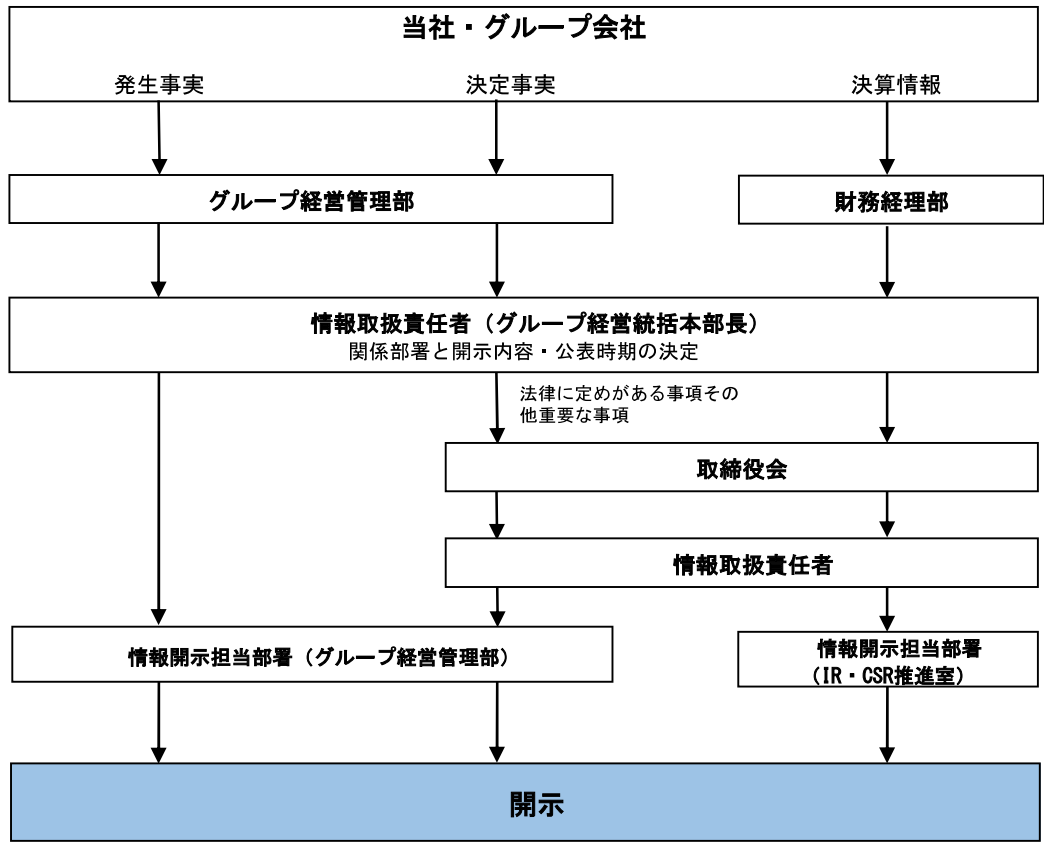 当社・グループ会社
発生事実
決定事実
決算情報
グループ経営管理部
財務経理部
情報取扱責任者（グループ経営統括本部長）
関係部署と開示内容・公表時期の決定
法律に定めがある事項その
他重要な事項
取締役会
情報取扱責任者
情報開示担当部署（グループ経営管理部）
情報開示担当部署
（IR・CSR推進室）
開示